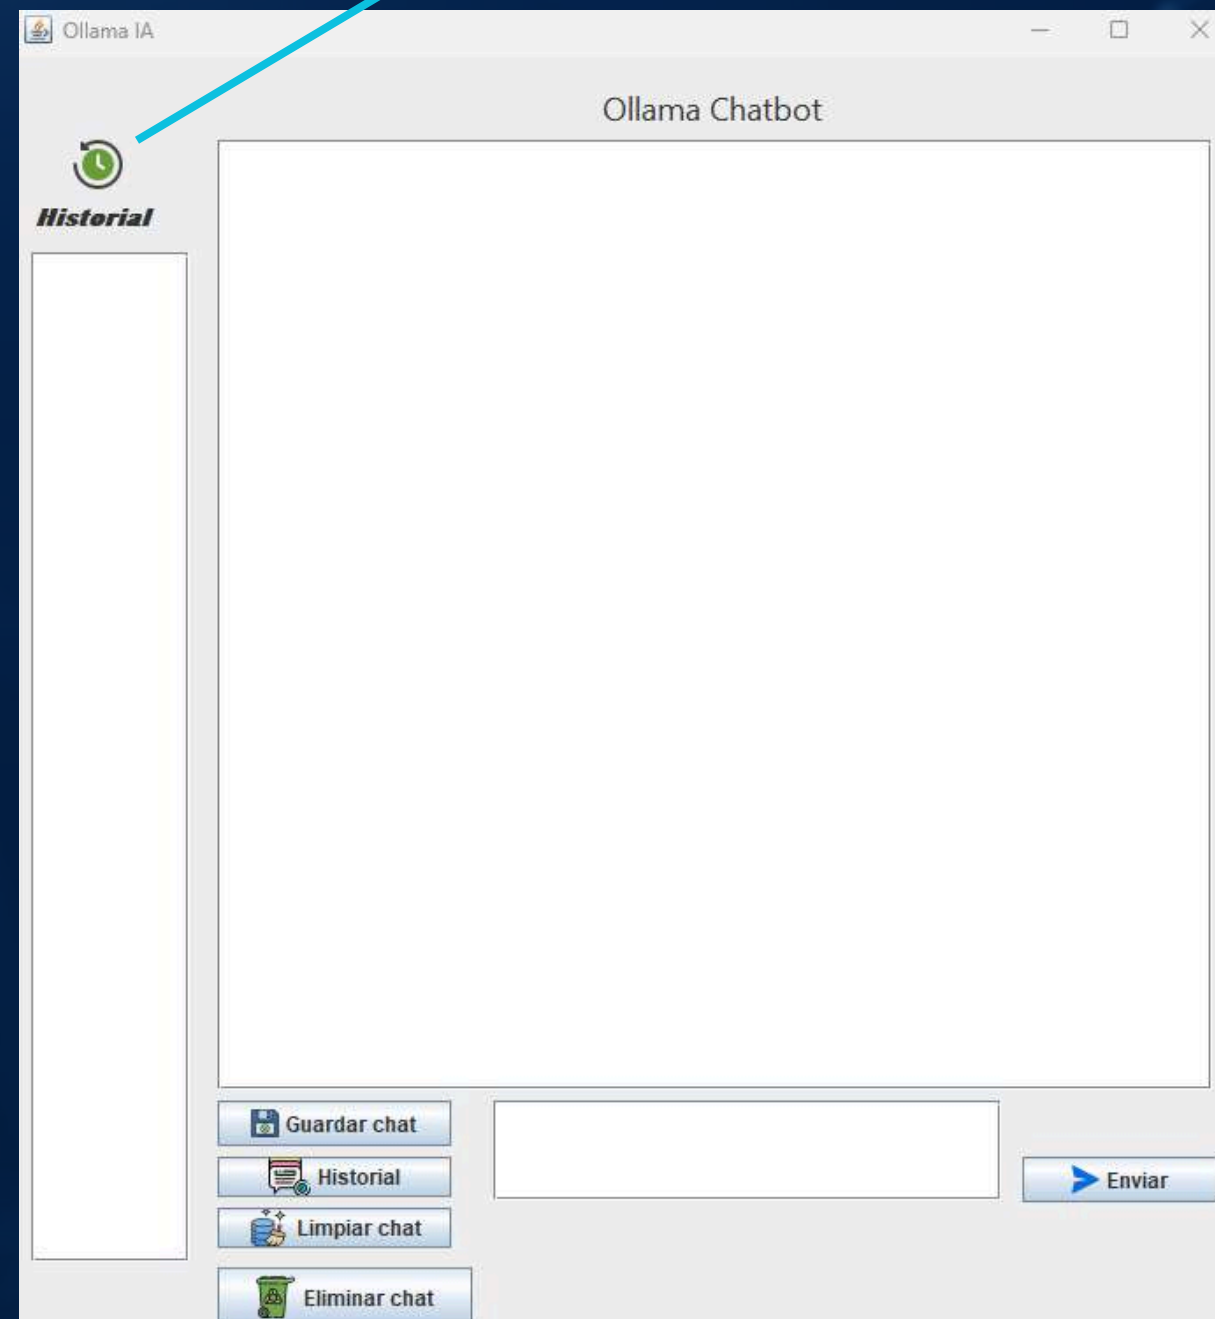 Ollama IA
Ollama Chatbot
Historial
Guardar chat
Historial
Limpiar chat
Enviar
Eliminar chat